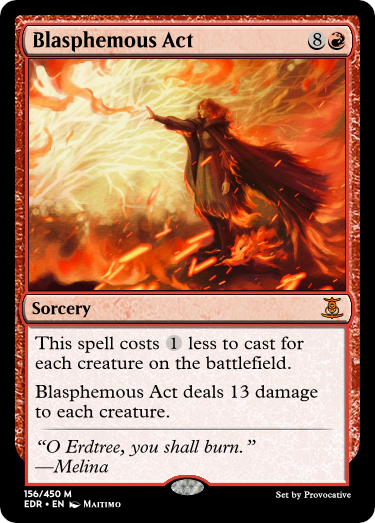 Blasphemous Act 8
Sorcery
This spell costs 1 less to cast for
each creature on the battlefield.
Blasphemous Act deals 13 damage
to each creature.
“O Erdtree, you shall burn.”
—Melina
156/450 M
EDR • EN Maitimo
Set by Provocative